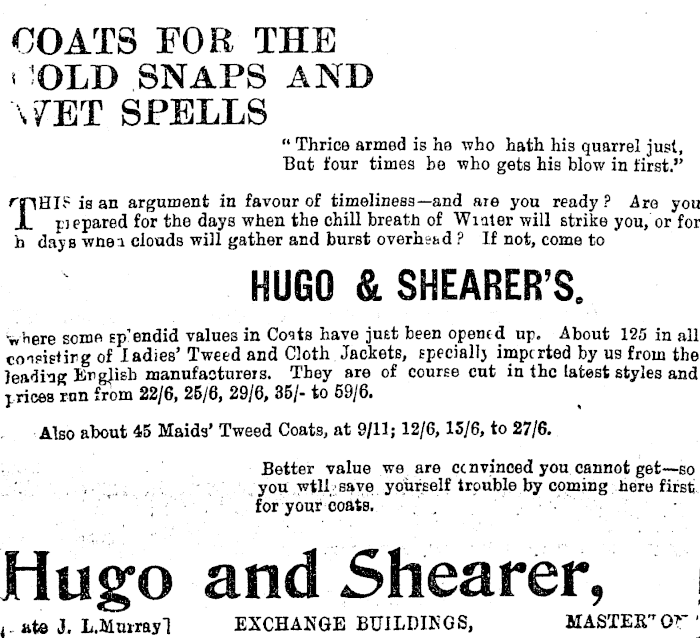 COATS FOR THE
COLD SNAPS AND
WET SPELLS
“ Thrice armed is he who hath his quarrel just,
But four times be who gets his blow in first.”
THIS is an argument in favour of timeliness—and are you ready? Are you
prepared for the days when the chill breath of Winter will strike you, or for
h days when clouds will gather and burst overhead? If not, come to
HUGO & SHEARER'S.
where some splendid values in Coats have just been opened up. About 125 in all
consisting of Ladies' Tweed and Cloth Jackets, specially imported by us from the
leading English manufacturers. They are of course cut in the latest styles and
prices run from 22/6, 25/6, 29/6, 35/- to 59/6.
Also about 45 Maids' Tweed Coats, at 9/11; 12/6, 15/6, to 27/6.
Better value we are convinced you cannot get—so
you will save yourself trouble by coming here first
for your coats.
Hugo and Shearer,
ate J. L. Murray]
EXCHANGE BUILDINGS,
MASTERTON